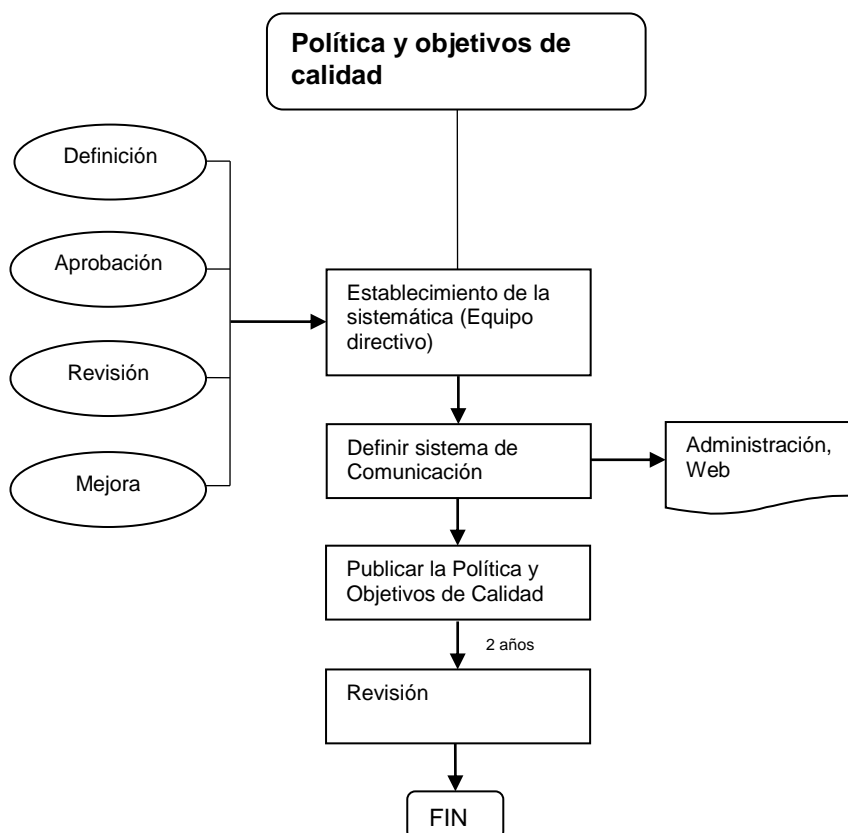 Política y objetivos de
calidad
Definición
Aprobación
Revisión
Mejora
Establecimiento de la
sistemática (Equipo
directivo)
Definir sistema de
Comunicación
Administración,
Web
Publicar la Política y
Objetivos de Calidad
2 años
Revisión
FIN